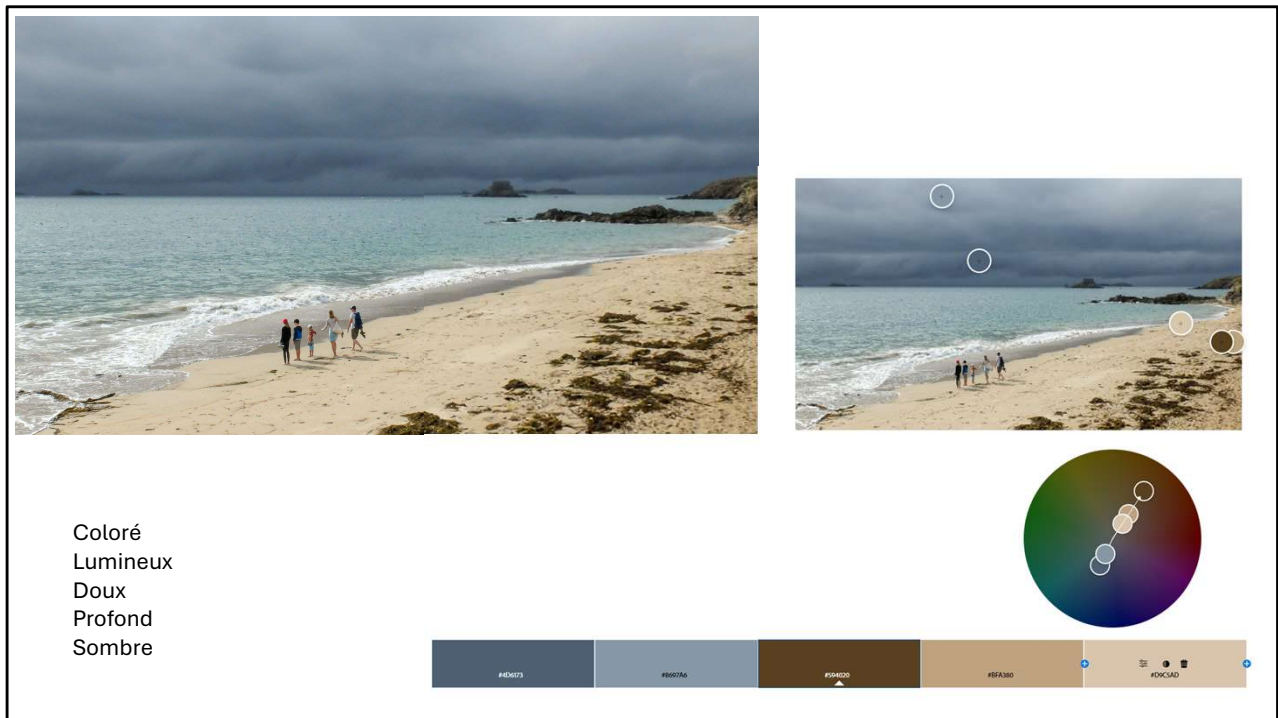 Coloré
Lumineux
Doux
Profond
Sombre
#4D6173
#8697A6
#594020
#BFA380
#D9C5AD